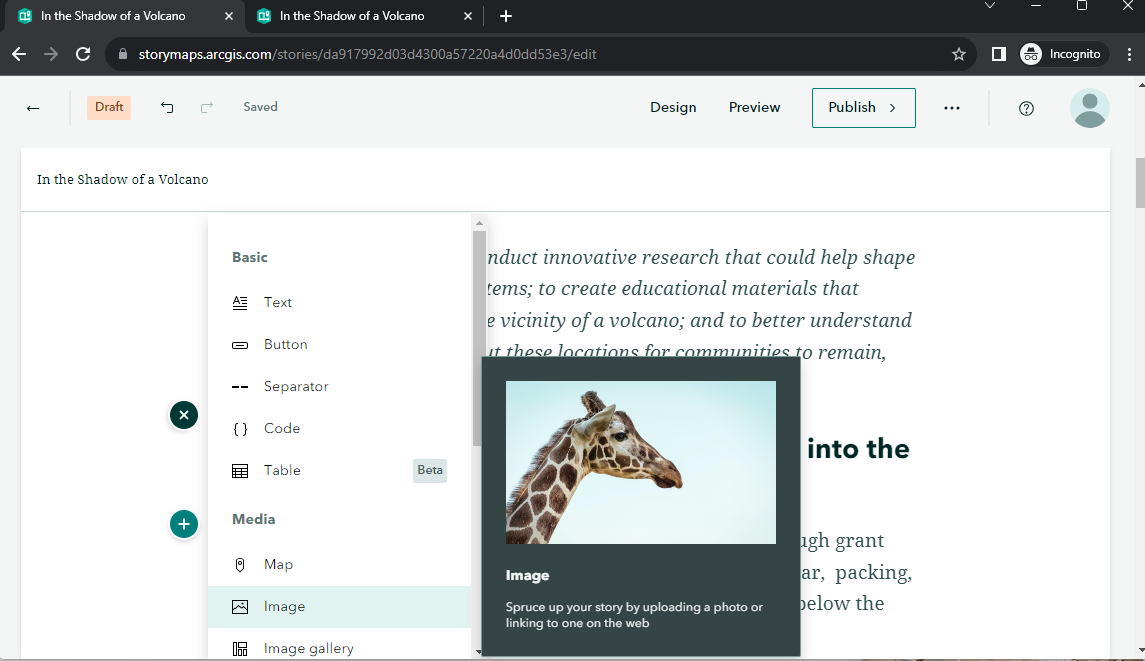 In the Shadow of a Volcano
In the Shadow of a Volcano
storymaps.arcgis.com/stories/da917992d03d4300a57220a4d0dd53e3/edit
Incognito
Draft
Saved
Design
Preview
Publish
In the Shadow of a Volcano
Basic
Text
Button
Separator
Code
Table
Beta
Media
Map
Image
Image gallery
nduct innovative research that could help shape
tems; to create educational materials that
e vicinity of a volcano; and to better understand
ut these locations for communities to remain,
into the
ugh grant
ar, packing,
below the
Image
Spruce up your story by uploading a photo or
linking to one on the web